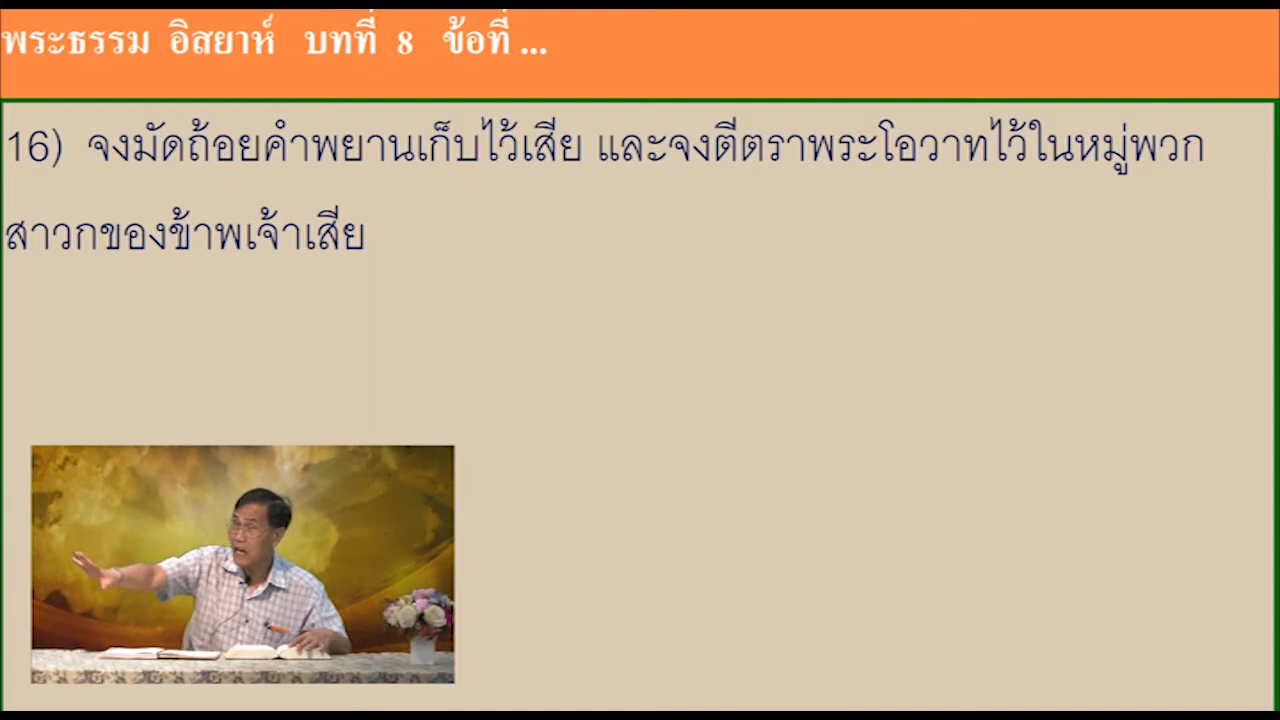 พระธรรม อิสยาห์ บทที่ 8 ข้อที่ ...
16) จงมัดถ้อยคำพยานเก็บไว้เสีย และจงตีตราพระโอวาทไว้ในหมู่พวก
สาวกของข้าพเจ้าเสีย